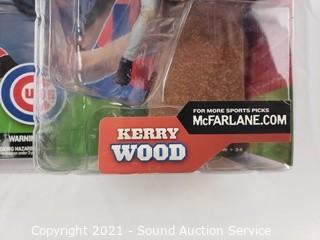 CUBS
WARNING
FOR MORE SPORTS PICKS
McFARLANE.COM
KERRY
WOOD
Copyright 2021 - Sound Auction Service